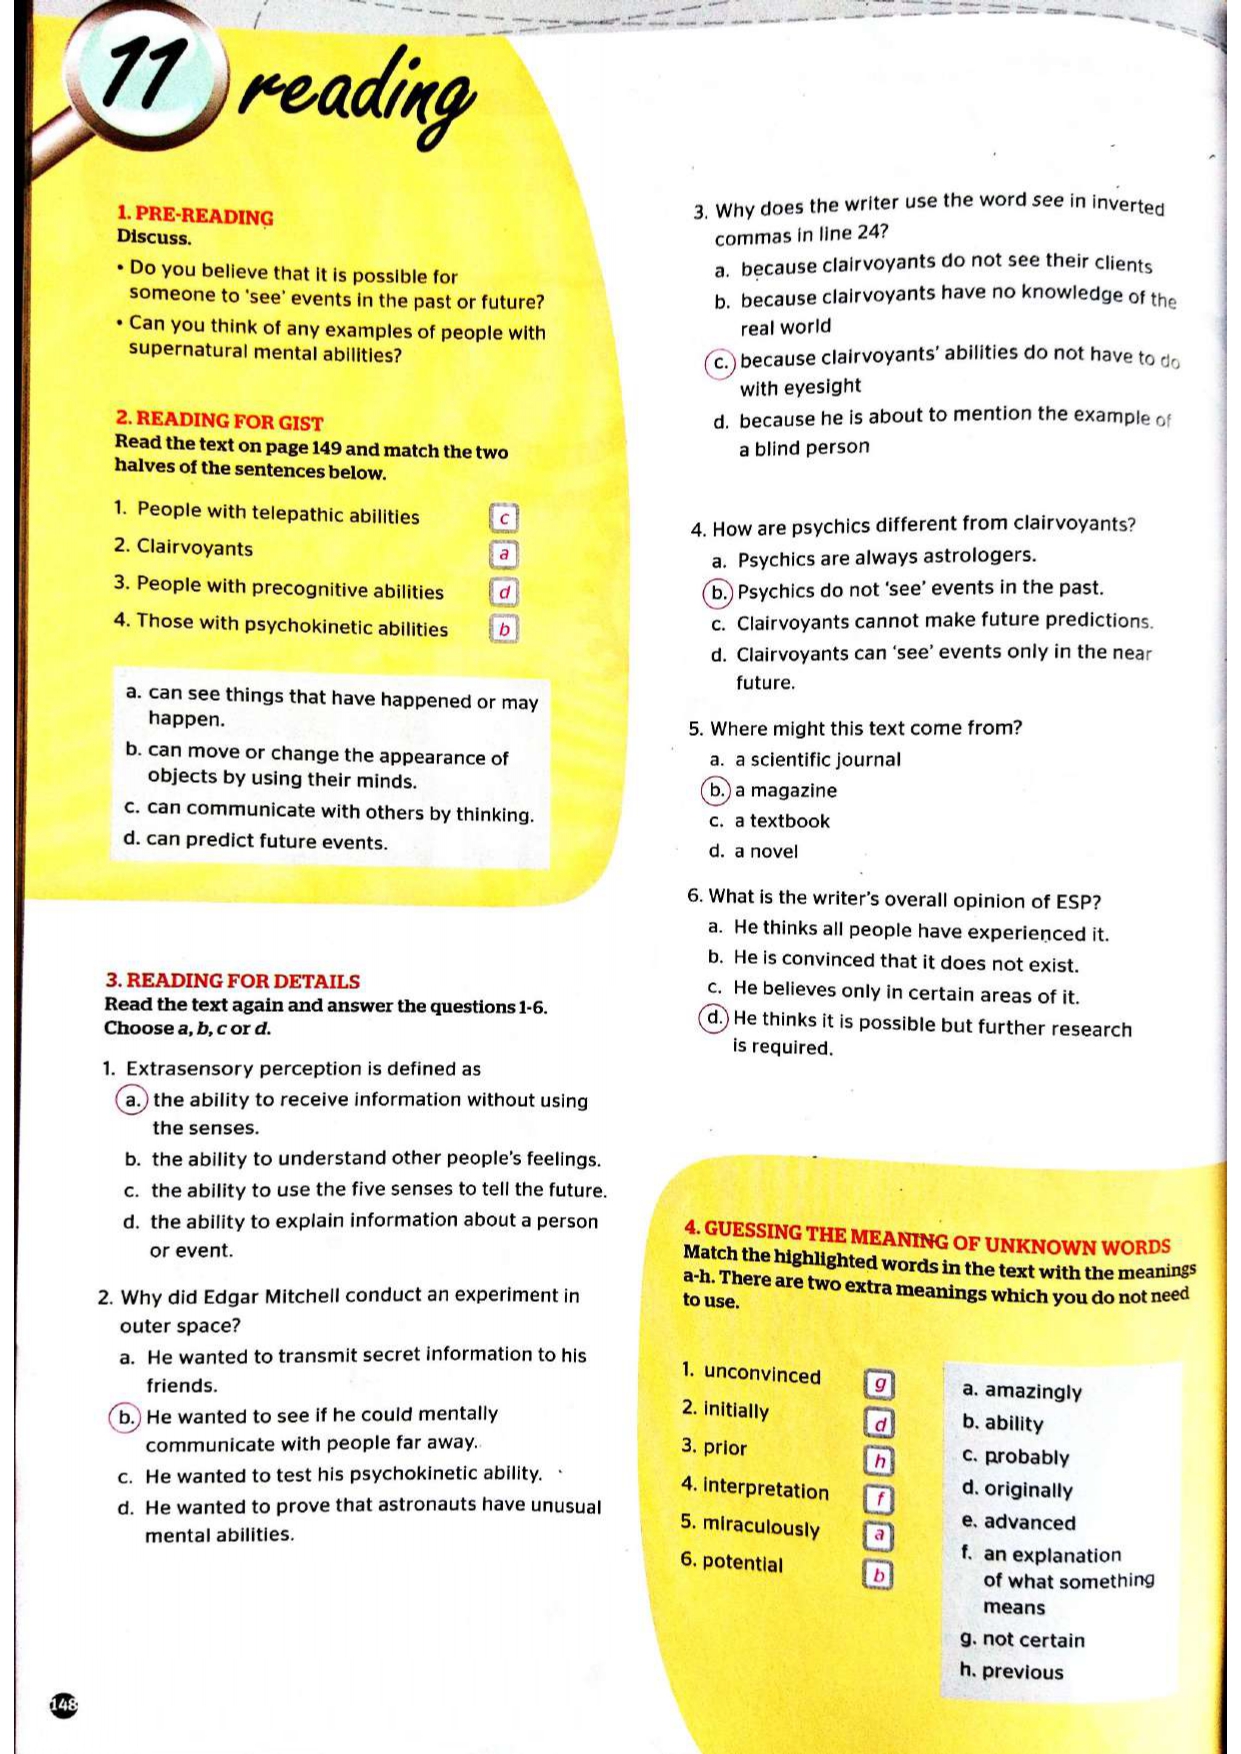 11 reading
1. PRE-READING
Discuss.
• Do you believe that it is possible for
someone to 'see' events in the past or future?
• Can you think of any examples of people with
supernatural mental abilities?
2. READING FOR GIST
Read the text on page 149 and match the two
halves of the sentences below.
1. People with telepathic abilities c
2. Clairvoyants a
3. People with precognitive abilities d
4. Those with psychokinetic abilities b
a. can see things that have happened or may
happen.
b. can move or change the appearance of
objects by using their minds.
c. can communicate with others by thinking.
d. can predict future events.
3. READING FOR DETAILS
Read the text again and answer the questions 1-6.
Choose a, b, c or d.
1. Extrasensory perception is defined as
a. the ability to receive information without using
the senses.
b. the ability to understand other people's feelings.
c. the ability to use the five senses to tell the future.
d. the ability to explain information about a person
or event.
2. Why did Edgar Mitchell conduct an experiment in
outer space?
a. He wanted to transmit secret information to his
friends.
b. He wanted to see if he could mentally
communicate with people far away.
c. He wanted to test his psychokinetic ability.
d. He wanted to prove that astronauts have unusual
mental abilities.
3. Why does the writer use the word see in inverted
commas in line 24?
a. because clairvoyants do not see their clients
b. because clairvoyants have no knowledge of the
real world
c. because clairvoyants' abilities do not have to do
with eyesight
d. because he is about to mention the example of
a blind person
4. How are psychics different from clairvoyants?
a. Psychics are always astrologers.
b. Psychics do not 'see' events in the past.
c. Clairvoyants cannot make future predictions.
d. Clairvoyants can 'see' events only in the near
future.
5. Where might this text come from?
a. a scientific journal
b. a magazine
c. a textbook
d. a novel
6. What is the writer's overall opinion of ESP?
a. He thinks all people have experienced it.
b. He is convinced that it does not exist.
c. He believes only in certain areas of it.
d. He thinks it is possible but further research
is required.
4. GUESSING THE MEANING OF UNKNOWN WORDS
Match the highlighted words in the text with the meanings
a-h. There are two extra meanings which you do not need
to use.
1. unconvinced g
2. initially d
3. prior h
4. interpretation f
5. miraculously a
6. potential b
a. amazingly
b. ability
c. probably
d. originally
e. advanced
f. an explanation
of what something
means
g. not certain
h. previous
148